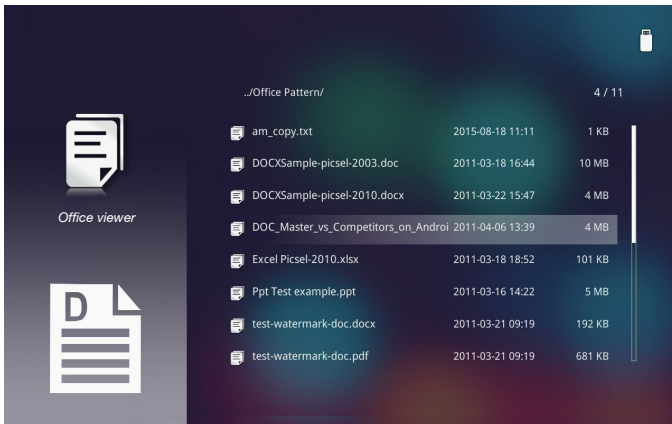 ../Office Pattern/ 4 / 11
am_copy.txt 2015-08-18 11:11 1 KB
DOCXSample-picsel-2003.doc 2011-03-18 16:44 10 MB
DOCXSample-picsel-2010.docx 2011-03-22 15:47 4 MB
Office viewer
DOC_Master_vs_Competitors_on_Androi 2011-04-06 13:39 4 MB
Excel Picsel-2010.xlsx 2011-03-18 18:52 101 KB
Ppt Test example.ppt 2011-03-16 14:22 5 MB
D
test-watermark-doc.docx 2011-03-21 09:19 192 KB
test-watermark-doc.pdf 2011-03-21 09:19 681 KB